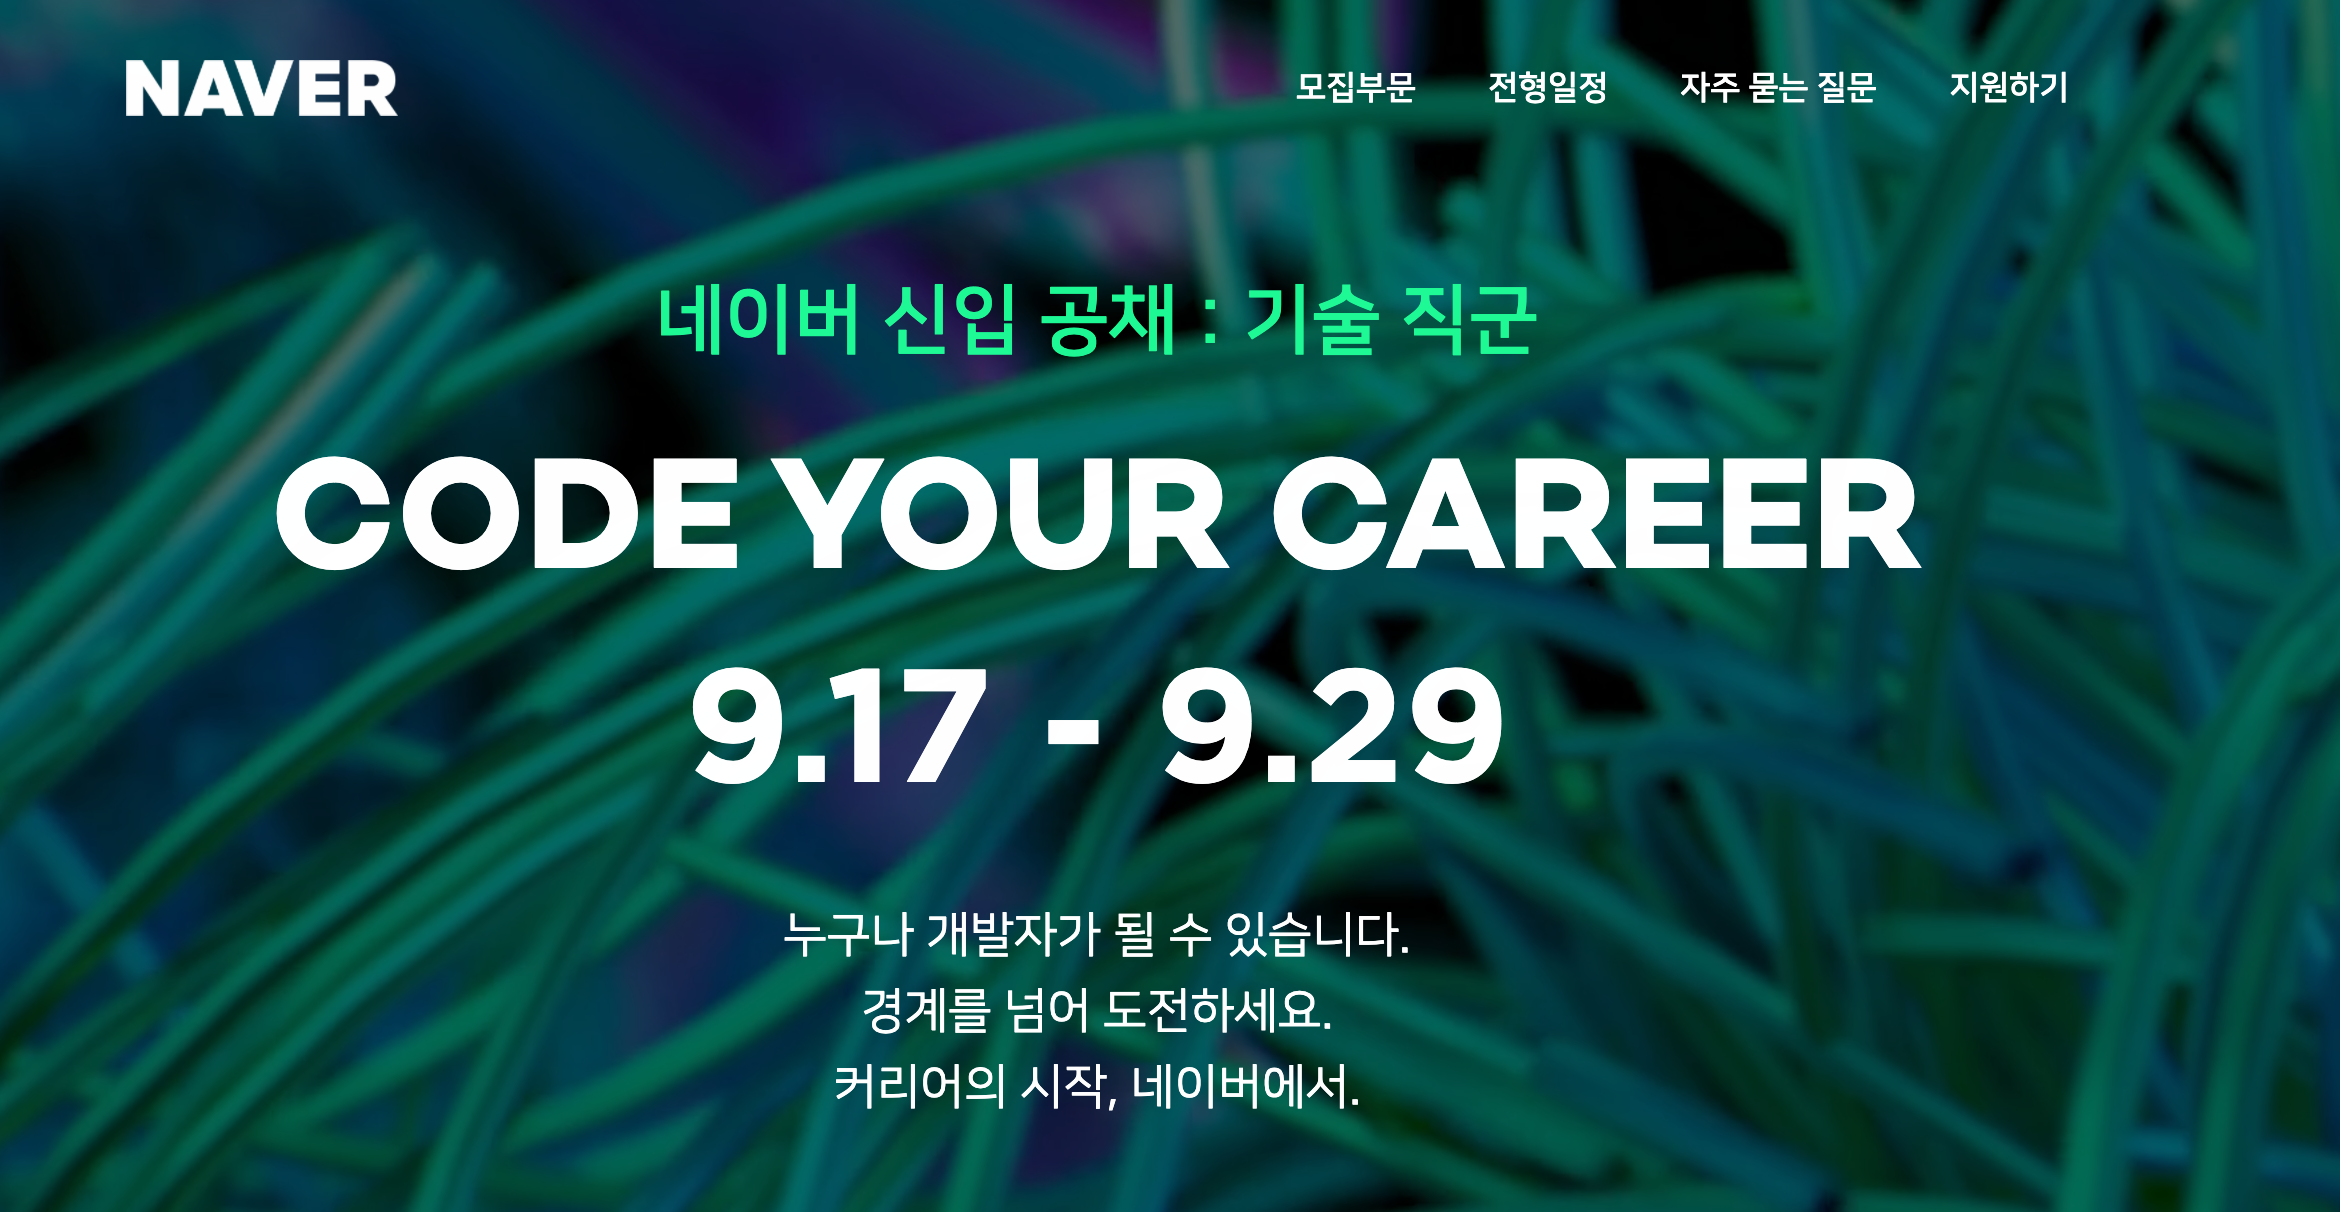 NAVER
모집부문 전형일정 자주 묻는 질문 지원하기
네이버 신입 공채 : 기술 직군
CODE YOUR CAREER
9.17 - 9.29
누구나 개발자가 될 수 있습니다.
경계를 넘어 도전하세요.
커리어의 시작, 네이버에서.